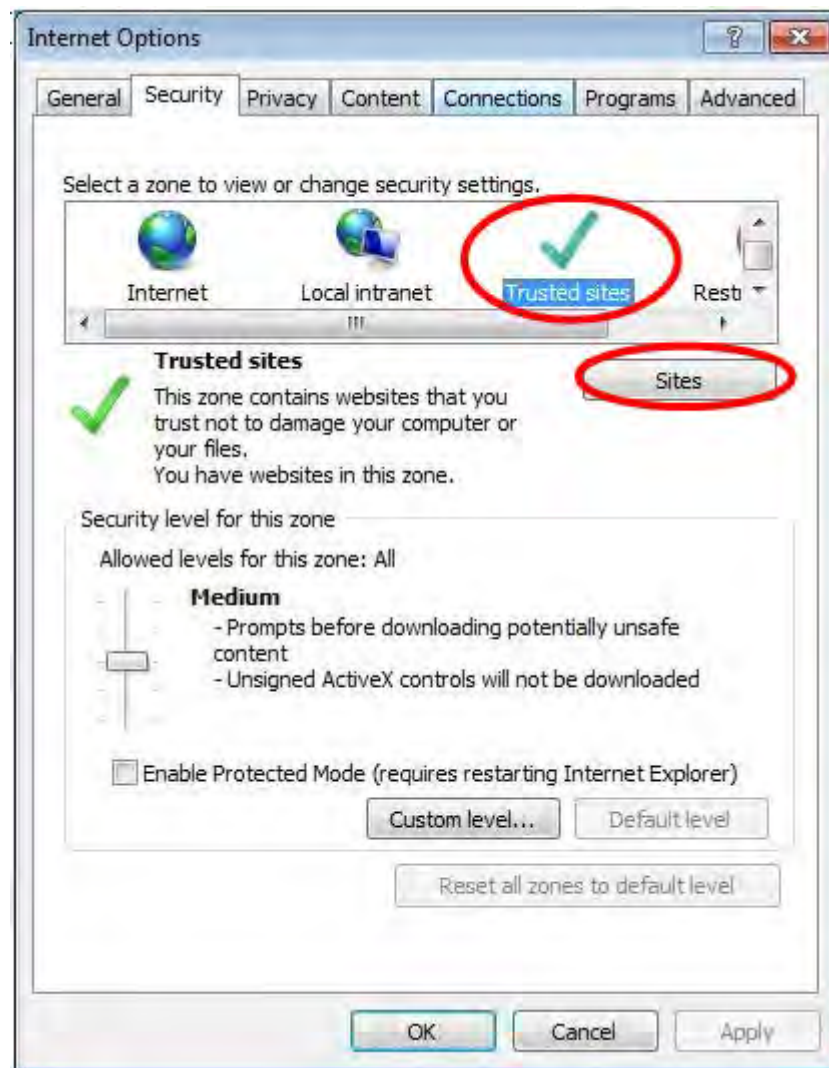 Internet Options
General Security Privacy Content Connections Programs Advanced
Select a zone to view or change security settings.
Internet Local intranet Trusted sites Restr
Trusted sites
Sites
This zone contains websites that you
trust not to damage your computer or
your files.
You have websites in this zone.
Security level for this zone
Allowed levels for this zone: All
Medium
- Prompts before downloading potentially unsafe
content
- Unsigned ActiveX controls will not be downloaded
Enable Protected Mode (requires restarting Internet Explorer)
Custom level... Default level
Reset all zones to default level
OK Cancel Apply